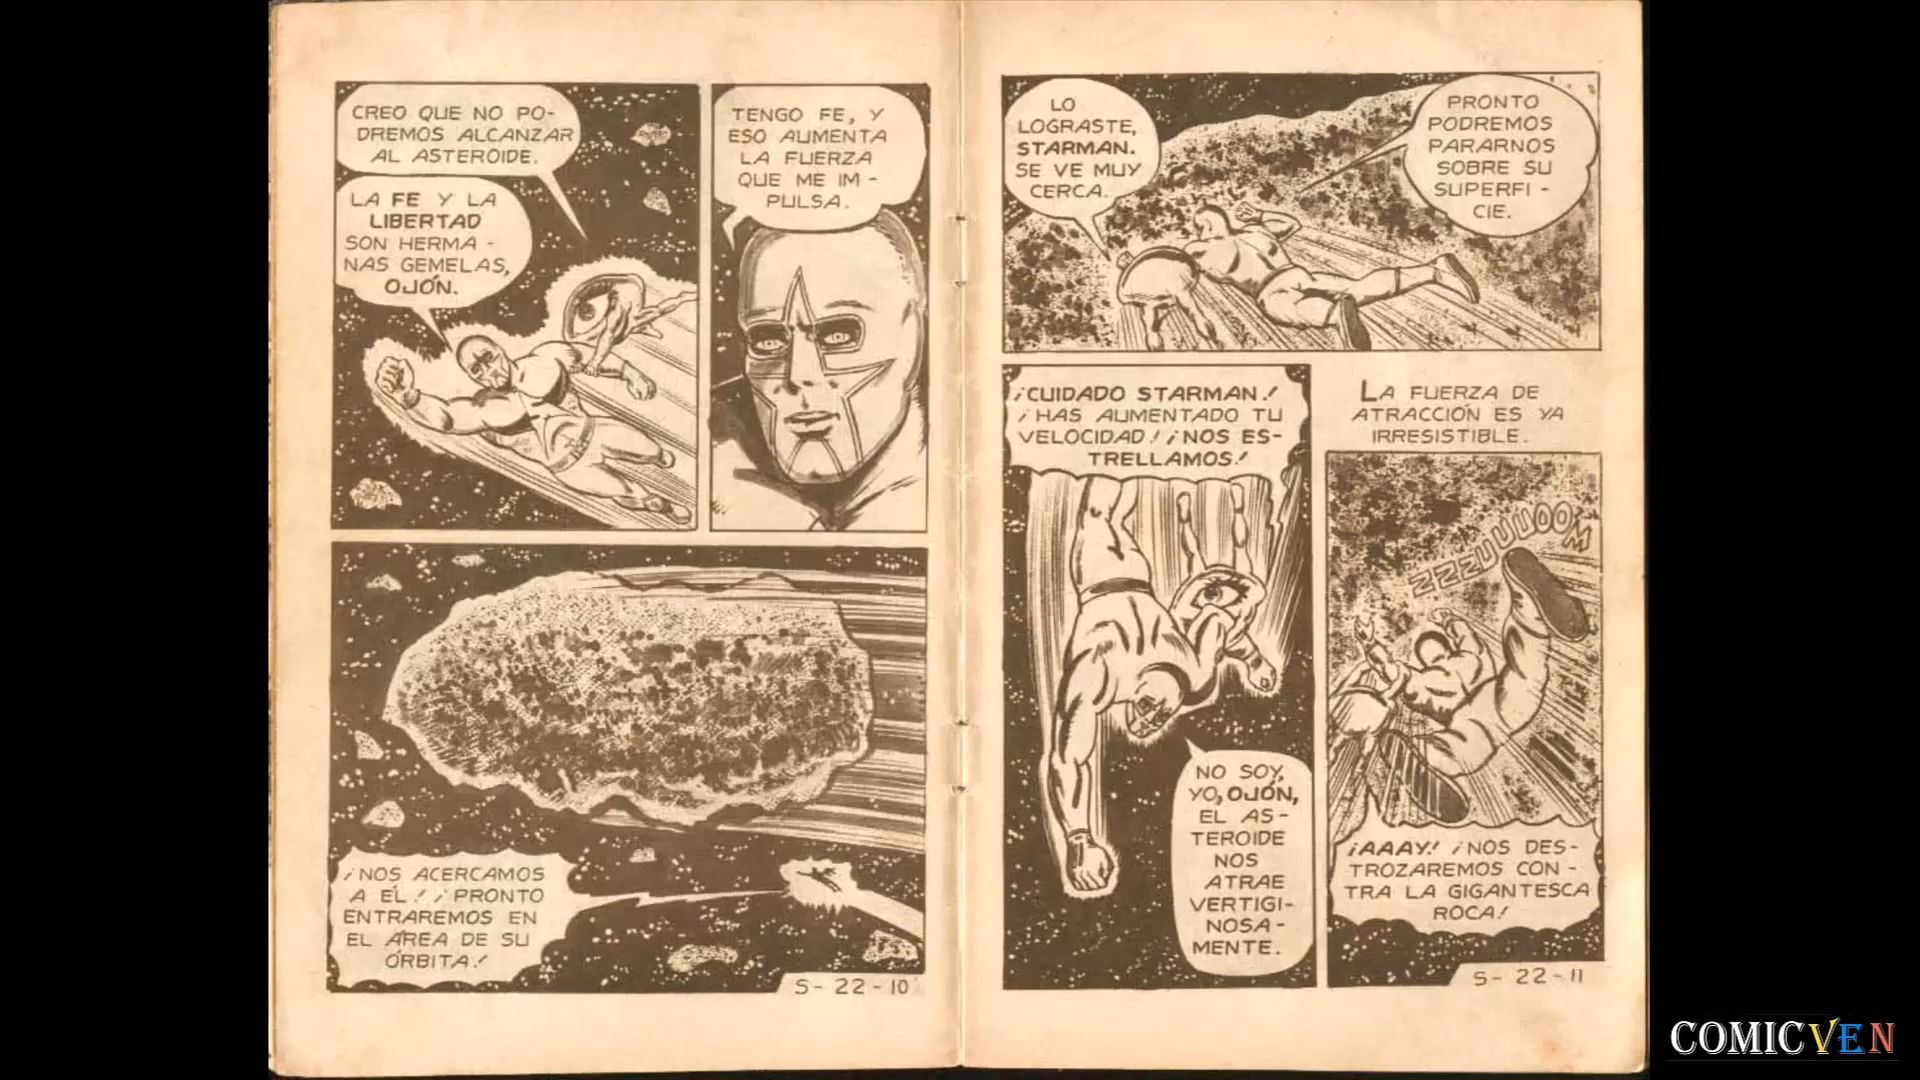 CREO QUE NO PO-
DREMOS ALCANZAR
AL ASTEROIDE.
LA FE Y LA
LIBERTAD
SON HERMA-
NAS GEMELAS,
OJÓN.
TENGO FE, Y
ESO AUMENTA
LA FUERZA
QUE ME IM-
PULSA.
¡NOS ACERCAMOS
A ÉL! ¡PRONTO
ENTRAREMOS EN
EL ÁREA DE SU
ÓRBITA!
S-22-10
LO
LOGRASTE,
STARMAN.
SE VE MUY
CERCA.
PRONTO
PODREMOS
PARARNOS
SOBRE SU
SUPERFI-
CIE.
¡CUIDADO STARMAN!
¡HAS AUMENTADO TU
VELOCIDAD! ¡NOS ES-
TRELLAMOS!
NO SOY,
YO, OJÓN,
EL AS-
TEROIDE
NOS
ATRAE
VERTIGI-
NOSA-
MENTE.
LA FUERZA DE
ATRACCIÓN ES YA
IRRESISTIBLE.
ZZZZUUUOOOM
¡AAAY! ¡NOS DES-
TROZAREMOS CON-
TRA LA GIGANTESCA
ROCA!
S-22-11
COMICVEN